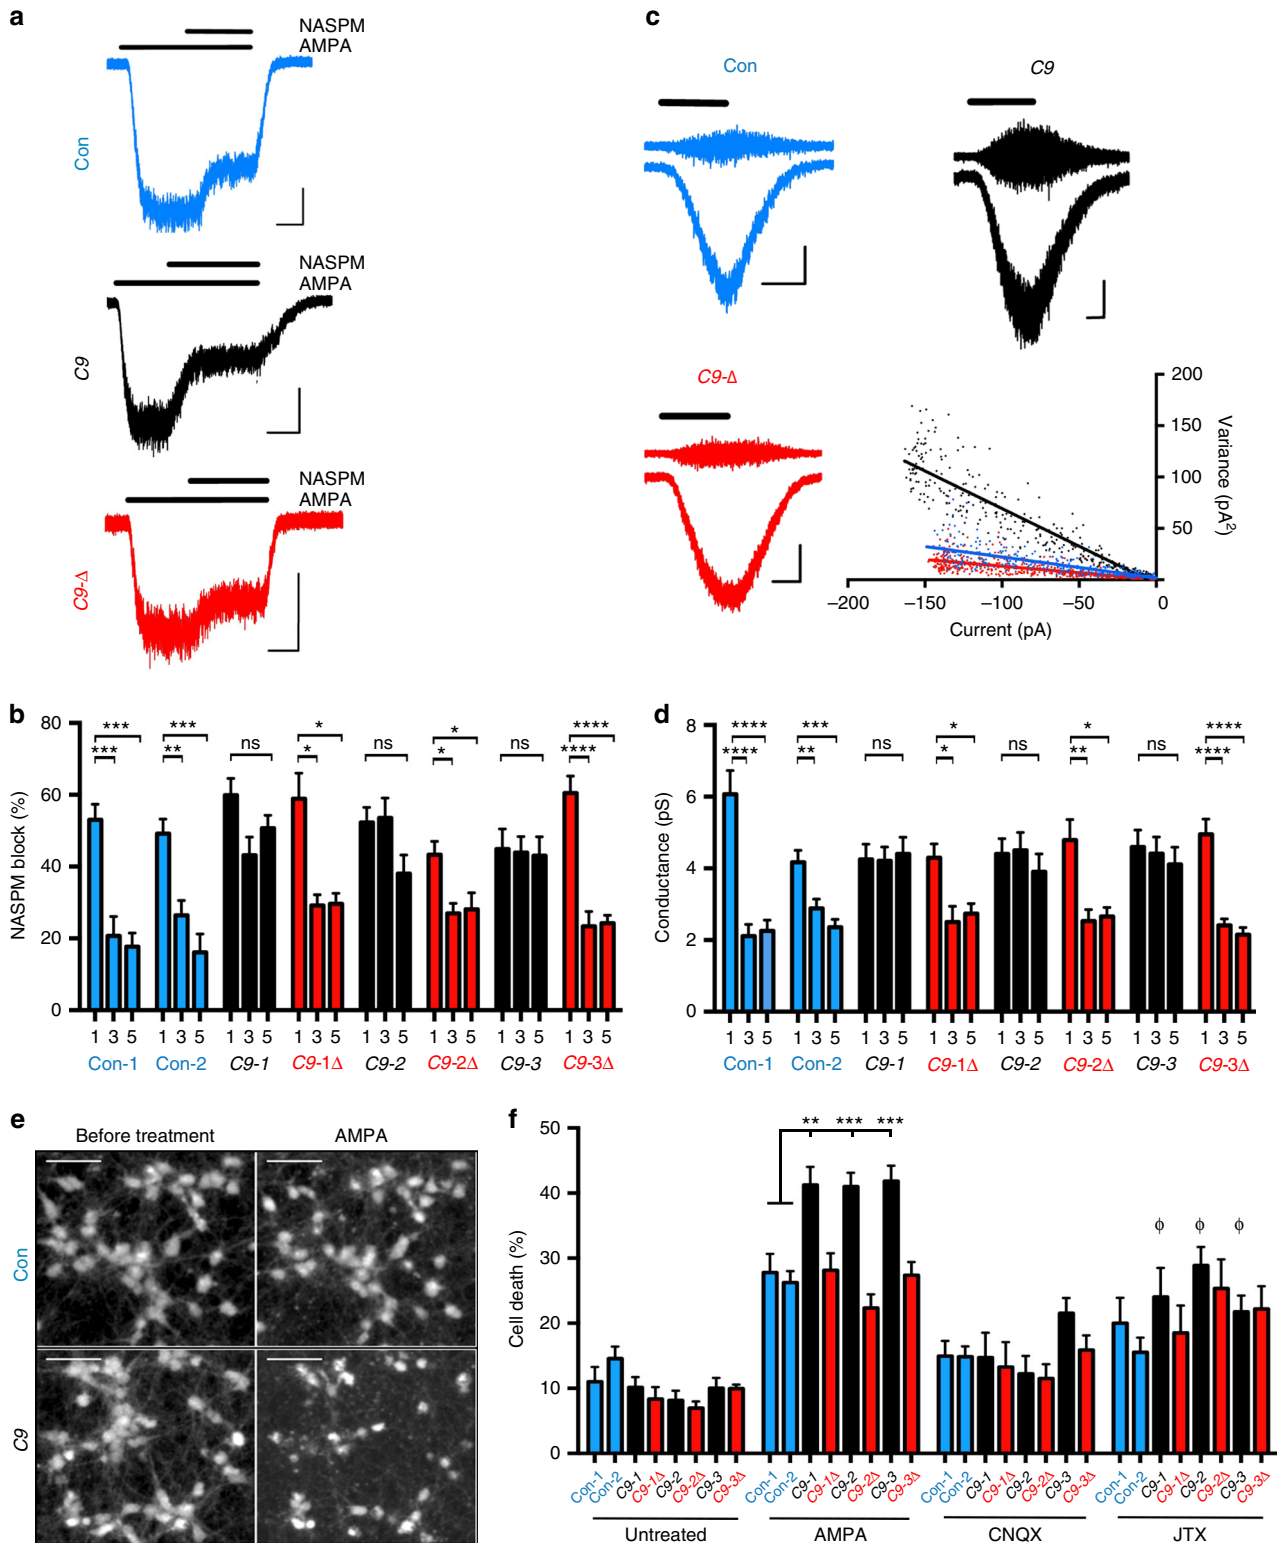 a
NASPM
AMPA
Con
NASPM
AMPA
C9
NASPM
AMPA
C9-Δ
c
Con
C9
C9-Δ
200
150
100
50
Variance (pA²)
–200 –150 –100 –50 0
Current (pA)
b
80
60
40
20
0
NASPM block (%)
*** *** *** ** ns * * ns * * ns **** ****
1 3 5 1 3 5 1 3 5 1 3 5 1 3 5 1 3 5 1 3 5 1 3 5
Con-1 Con-2 C9-1 C9-1Δ C9-2 C9-2Δ C9-3 C9-3Δ
d
8
6
4
2
0
Conductance (pS)
**** **** *** ** ns * * ns * ** ns **** ****
1 3 5 1 3 5 1 3 5 1 3 5 1 3 5 1 3 5 1 3 5 1 3 5
Con-1 Con-2 C9-1 C9-1Δ C9-2 C9-2Δ C9-3 C9-3Δ
e
Before treatment AMPA
Con
C9
f
50
40
30
20
10
0
Cell death (%)
** *** ***
ϕ ϕ ϕ
Con-1 Con-2 C9-1 C9-1Δ C9-2 C9-2Δ C9-3 C9-3Δ Con-1 Con-2 C9-1 C9-1Δ C9-2 C9-2Δ C9-3 C9-3Δ Con-1 Con-2 C9-1 C9-1Δ C9-2 C9-2Δ C9-3 C9-3Δ Con-1 Con-2 C9-1 C9-1Δ C9-2 C9-2Δ C9-3 C9-3Δ
Untreated AMPA CNQX JTX